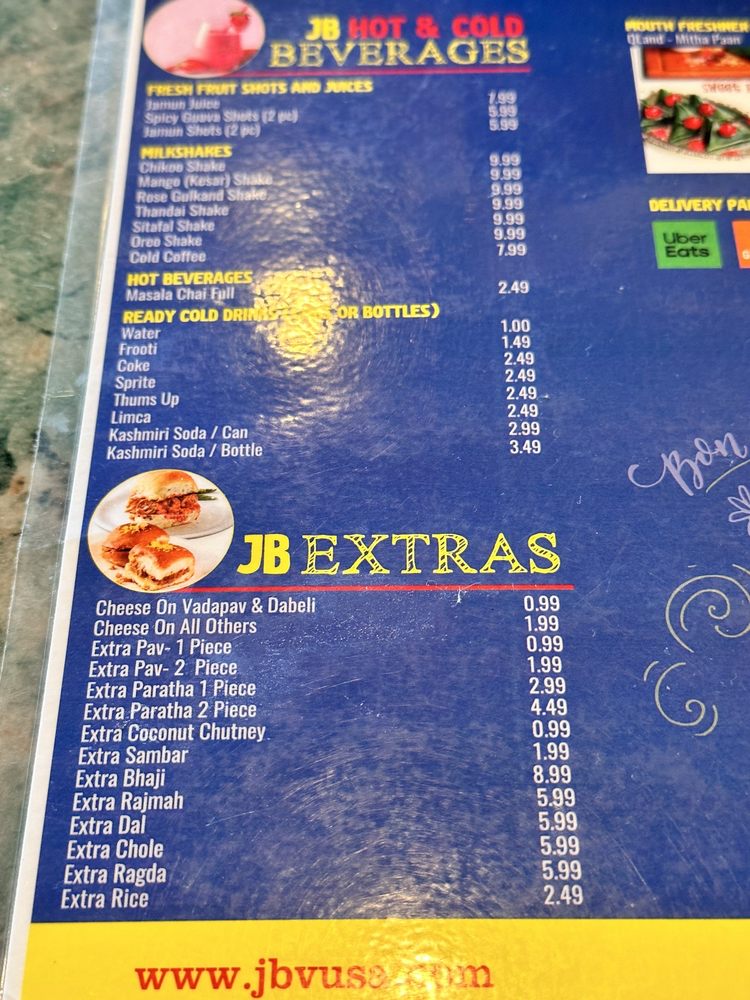 JB HOT & COLD
BEVERAGES
FRESH FRUIT SHOTS AND JUICES
Jamun Juice 7.99
Spicy Guava Shots (2 pc) 5.99
Jamun Shots (2 pc) 5.99
MILKSHAKES
Chikoo Shake 9.99
Mango (Kesar) Shake 9.99
Rose Gulkand Shake 9.99
Thandai Shake 9.99
Sitafal Shake 9.99
Oreo Shake 9.99
Cold Coffee 7.99
HOT BEVERAGES
Masala Chai Full 2.49
READY COLD DRINKS OR BOTTLES)
Water 1.00
Frooti 1.49
Coke 2.49
Sprite 2.49
Thums Up 2.49
Limca 2.49
Kashmiri Soda / Can 2.99
Kashmiri Soda / Bottle 3.49
JB EXTRAS
Cheese On Vadapav & Dabeli 0.99
Cheese On All Others 1.99
Extra Pav- 1 Piece 0.99
Extra Pav- 2 Piece 1.99
Extra Paratha 1 Piece 2.99
Extra Paratha 2 Piece 4.49
Extra Coconut Chutney 0.99
Extra Sambar 1.99
Extra Bhaji 8.99
Extra Rajmah 5.99
Extra Dal 5.99
Extra Chole 5.99
Extra Ragda 5.99
Extra Rice 2.49
www.jbvusa.com
MOUTH FRESHNER
QLand - Mitha Paan
DELIVERY PA
Uber
Eats
Bon